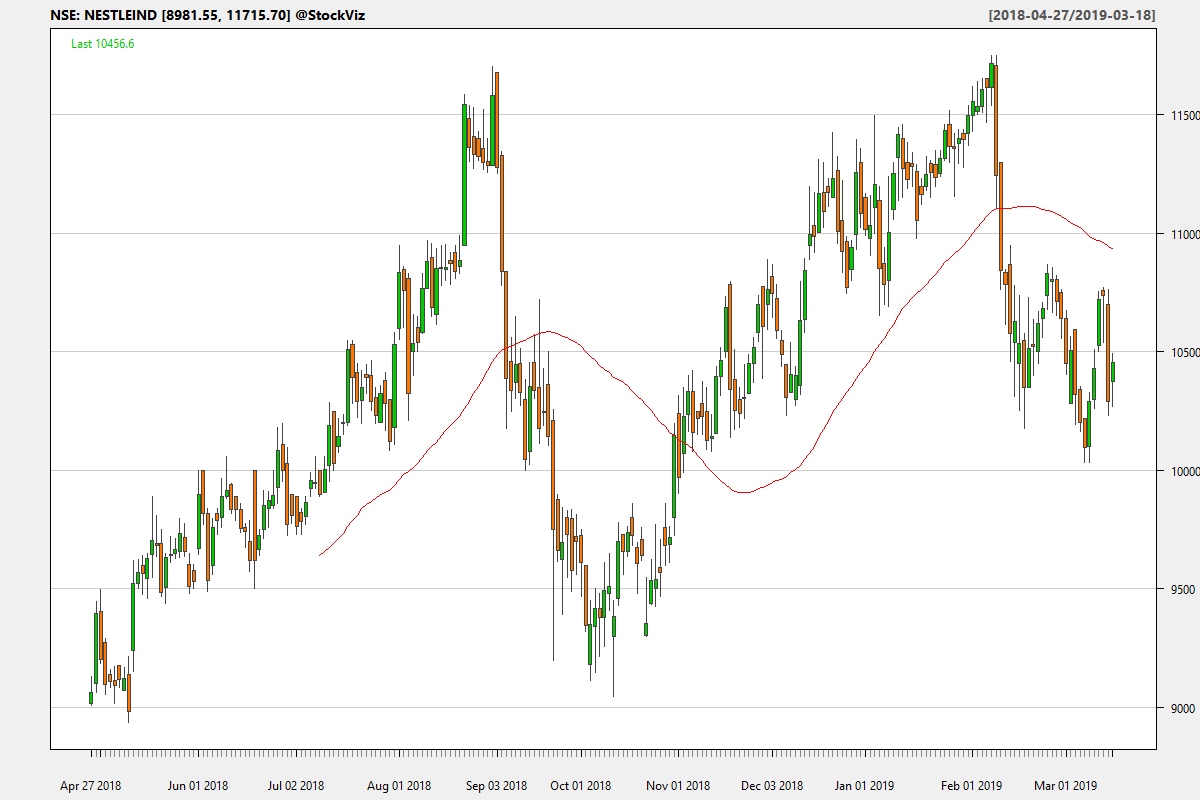 NSE: NESTLEIND [8981.55, 11715.70] @StockViz
[2018-04-27/2019-03-18]
Last 10456.6
11500
11000
10500
10000
9500
9000
Apr 27 2018
Jun 01 2018
Jul 02 2018
Aug 01 2018
Sep 03 2018
Oct 01 2018
Nov 01 2018
Dec 03 2018
Jan 01 2019
Feb 01 2019
Mar 01 2019